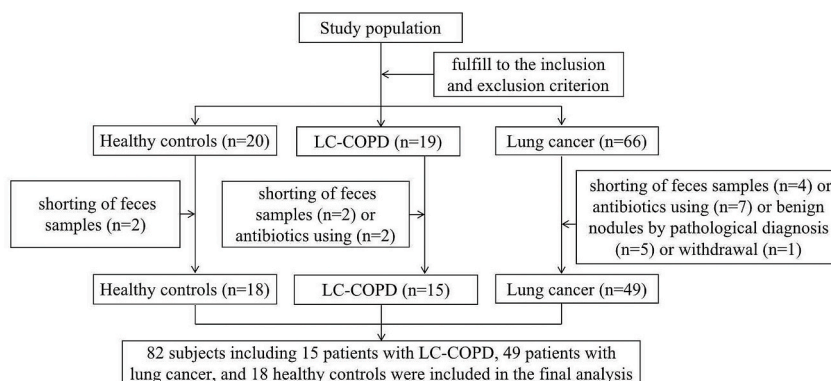 Study population
fulfill to the inclusion
and exclusion criterion
Healthy controls (n=20)
LC-COPD (n=19)
Lung cancer (n=66)
shorting of feces
samples (n=2)
shorting of feces
samples (n=2) or
antibiotics using (n=2)
shorting of feces samples (n=4) or
antibiotics using (n=7) or benign
nodules by pathological diagnosis
(n=5) or withdrawal (n=1)
Healthy controls (n=18)
LC-COPD (n=15)
Lung cancer (n=49)
82 subjects including 15 patients with LC-COPD, 49 patients with
lung cancer, and 18 healthy controls were included in the final analysis